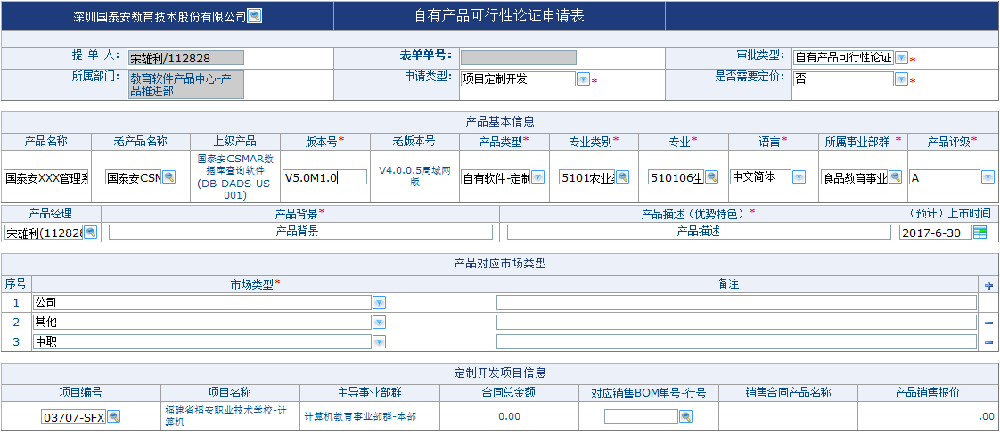 深圳国泰安教育技术股份有限公司 自有产品可行性论证申请表
提 单 人： 宋雄利/112828 表单单号： 审批类型： 自有产品可行性论证 *
所属部门： 教育软件产品中心-产品推进部 申请类型： 项目定制开发 * 是否需要定价： 否 *
产品基本信息
产品名称 老产品名称 上级产品 版本号* 老版本号 产品类型* 专业类别* 专业* 语言* 所属事业部群 * 产品评级*
国泰安XXX管理系 国泰安CSM 国泰安CSMAR数据库查询软件(DB-DADS-US-001) V5.0M1.0 V4.0.0.5局域网版 自有软件-定制 5101农业 510106生 中文简体 食品教育事业 A
产品经理 产品背景* 产品描述（优势特色）* （预计）上市时间
宋雄利(112828 产品背景 产品描述 2017-6-30
产品对应市场类型
序号 市场类型* 备注
1 公司
2 其他
3 中职
定制开发项目信息
项目编号 项目名称 主导事业部群 合同总金额 对应销售BOM单号-行号 销售合同产品名称 产品销售报价
03707-SFX 福建省福安职业技术学校-计算机 计算机教育事业部群-本部 0.00 .00